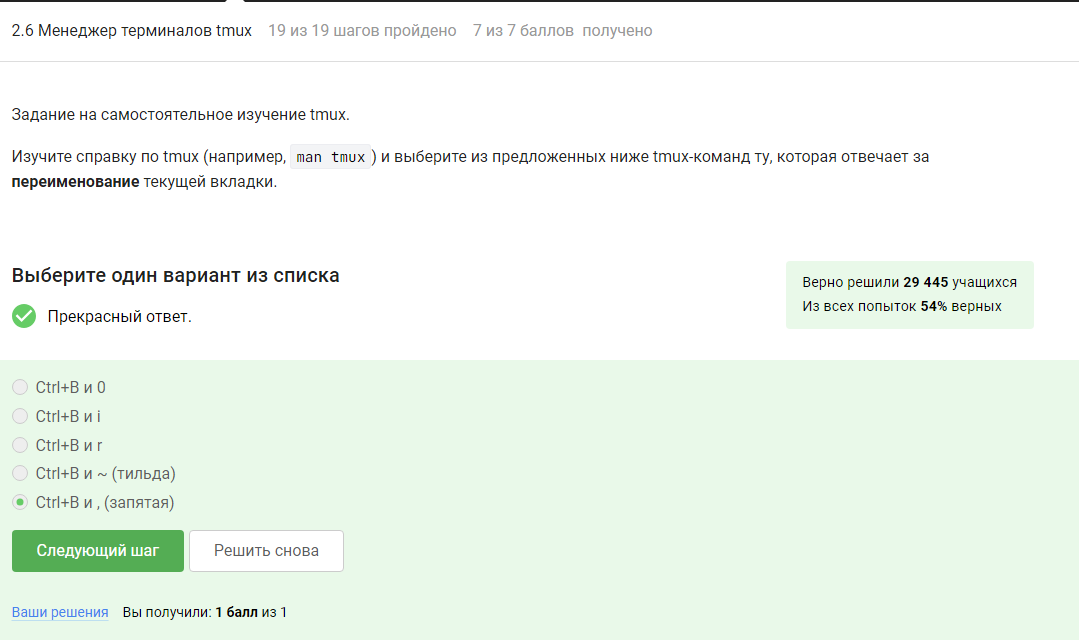 2.6 Менеджер терминалов tmux 19 из 19 шагов пройдено 7 из 7 баллов получено
Задание на самостоятельное изучение tmux.
Изучите справку по tmux (например, man tmux ) и выберите из предложенных ниже tmux-команд ту, которая отвечает за
переименование текущей вкладки.
Выберите один вариант из списка
Прекрасный ответ.
Верно решили 29 445 учащихся
Из всех попыток 54% верных
Ctrl+B и 0
Ctrl+B и i
Ctrl+B и r
Ctrl+B и ~ (тильда)
Ctrl+B и , (запятая)
Следующий шаг Решить снова
Ваши решения Вы получили: 1 балл из 1